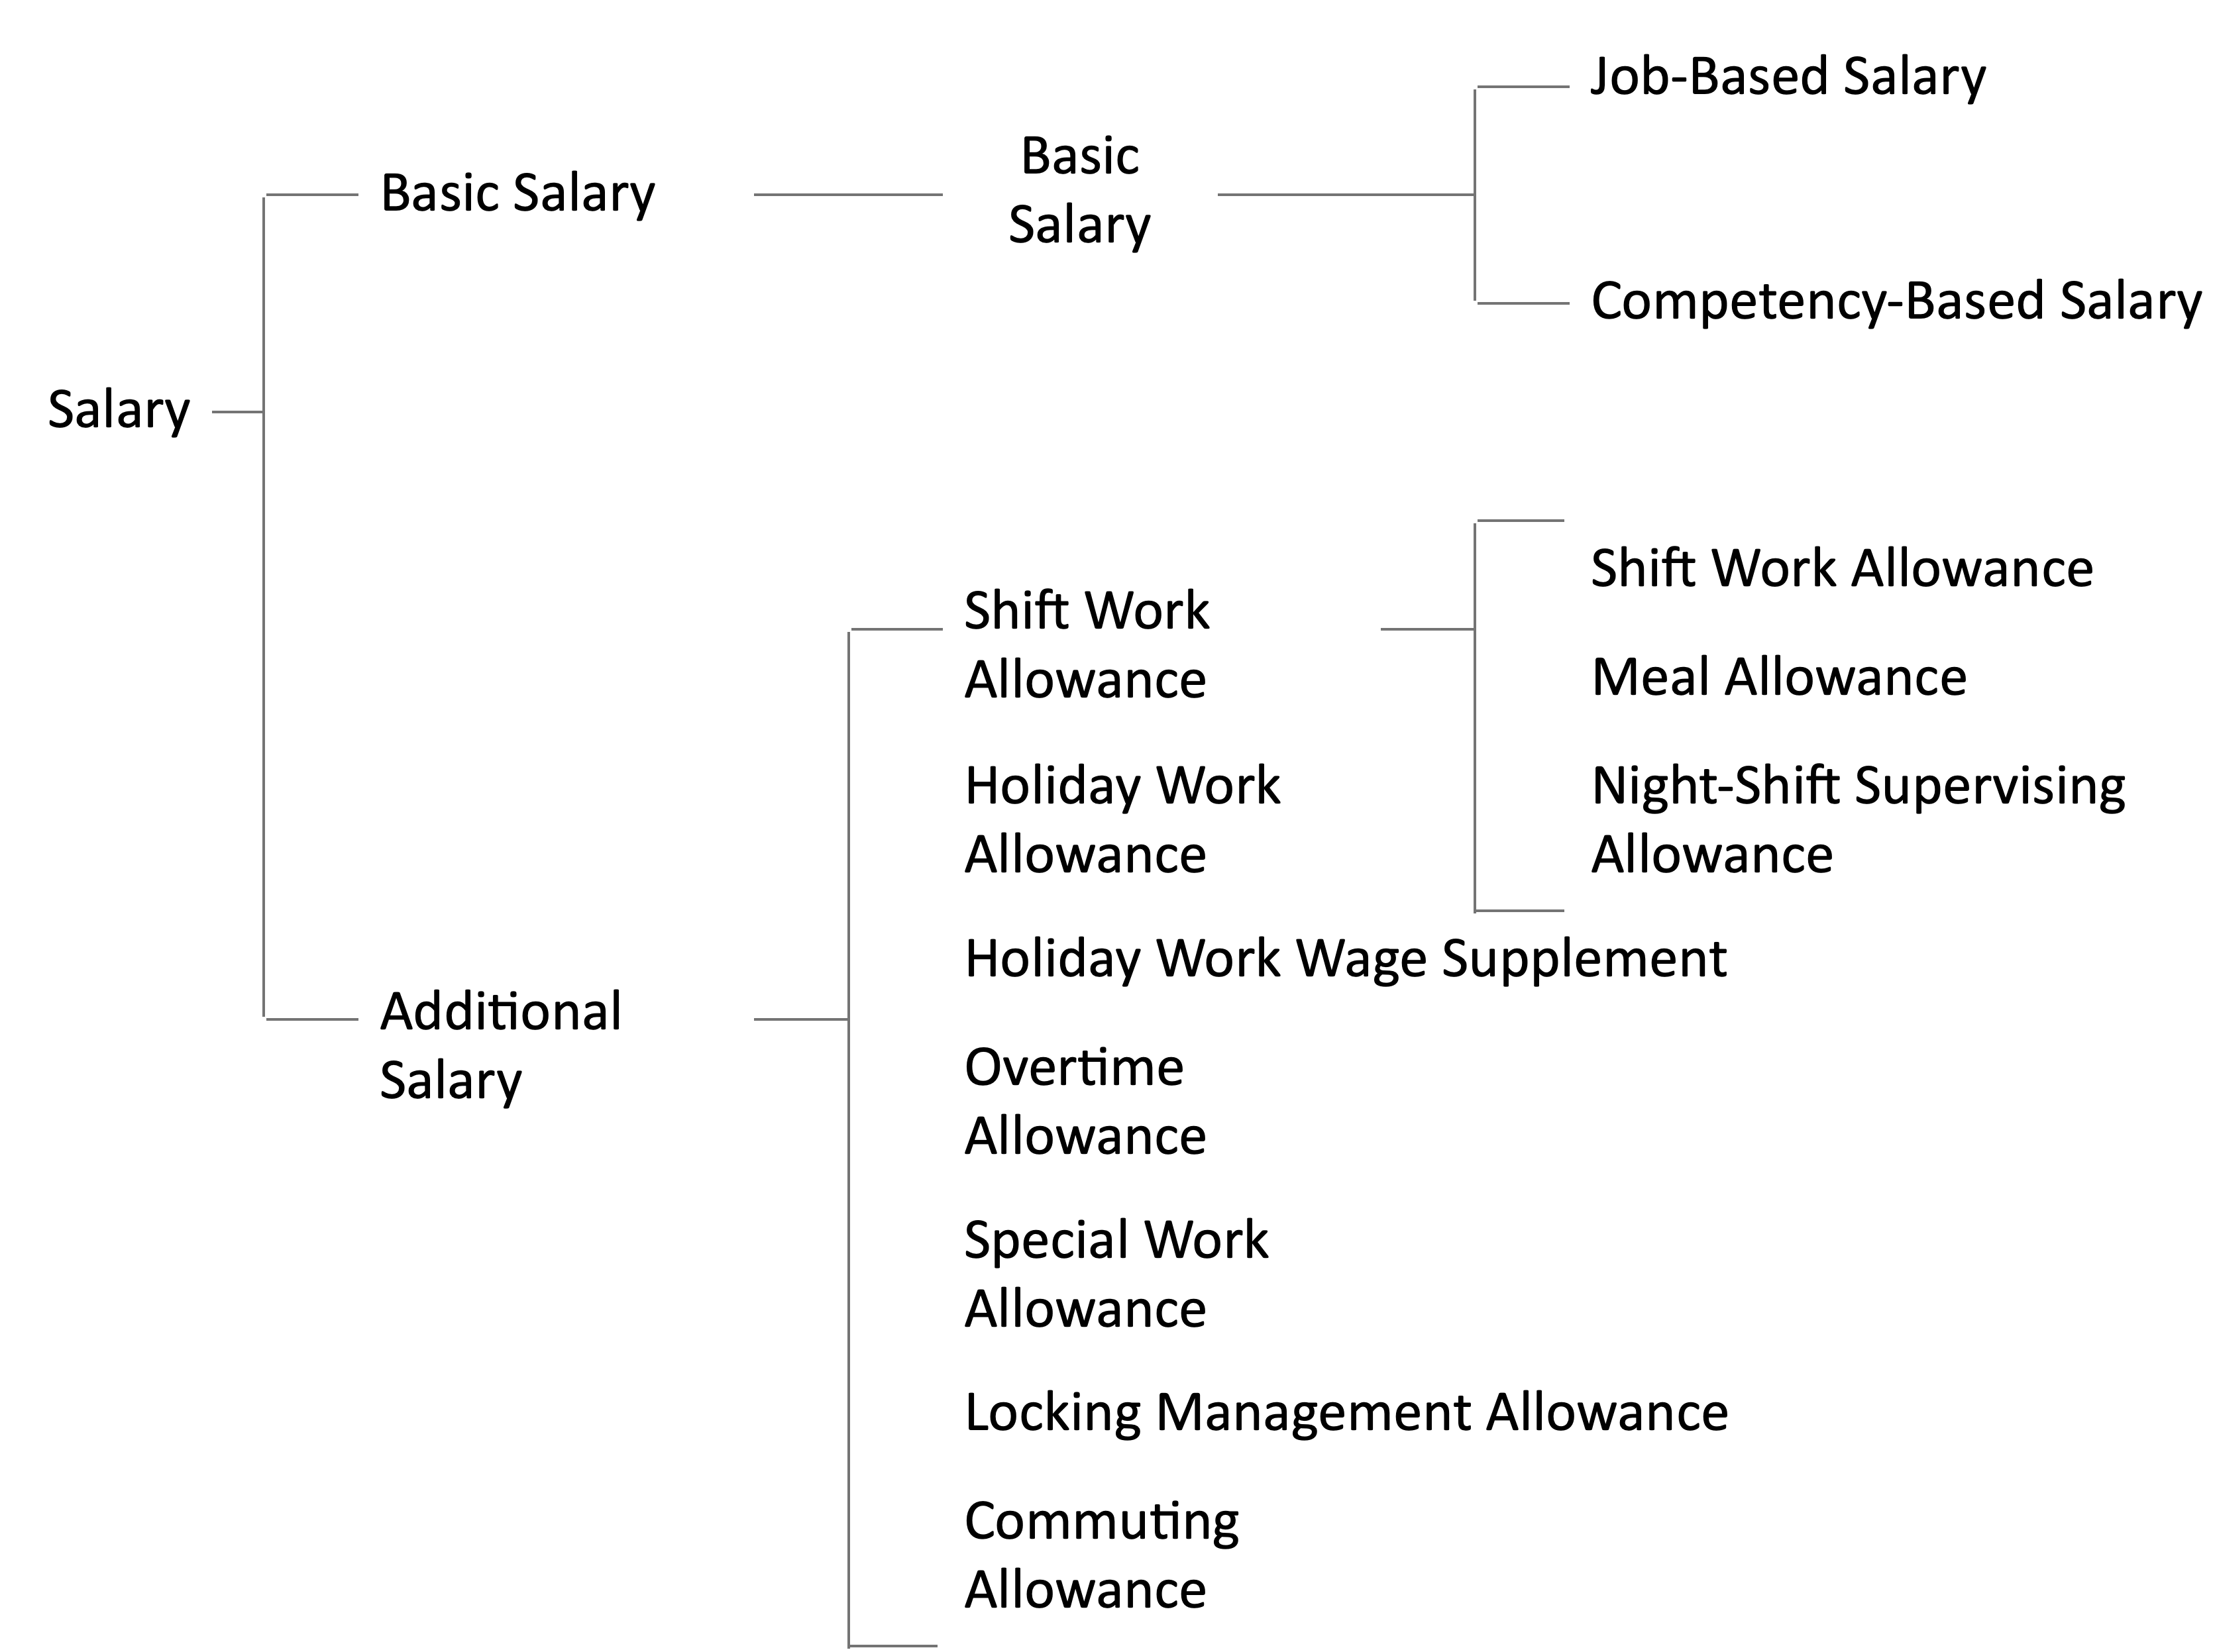 Job-Based Salary
Basic
Salary
Basic Salary
Competency-Based Salary
Salary
Shift Work Allowance
Shift Work
Allowance
Meal Allowance
Holiday Work
Allowance
Night-Shift Supervising
Allowance
Holiday Work Wage Supplement
Additional
Salary
Overtime
Allowance
Special Work
Allowance
Locking Management Allowance
Commuting
Allowance